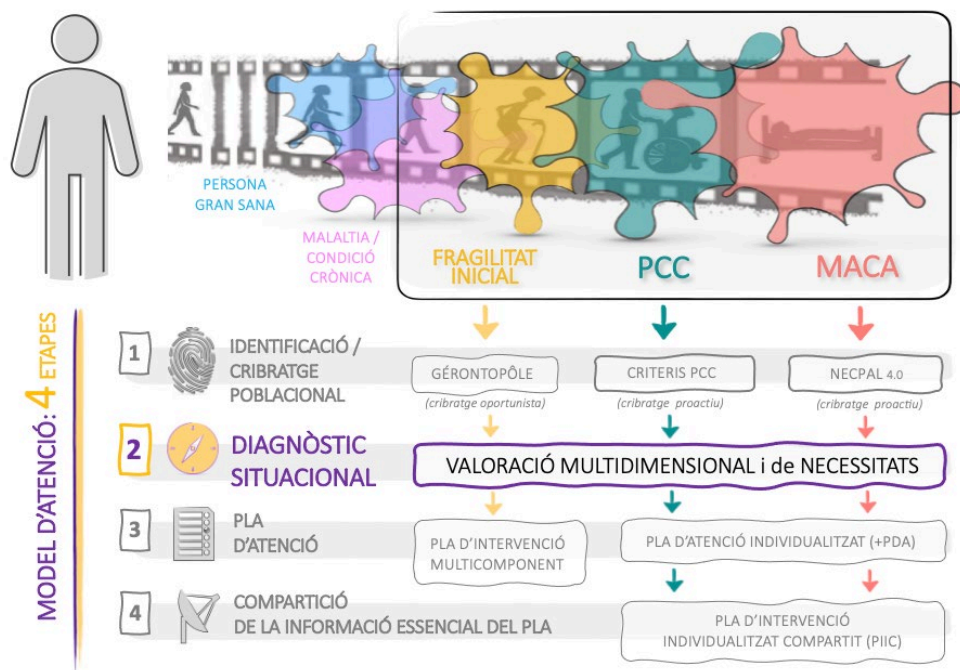 PERSONA
GRAN SANA
MALALTIA /
CONDICIÓ
CRÒNICA
FRAGILITAT
INICIAL
PCC
MACA
MODEL D'ATENCIÓ: 4 ETAPES
1
IDENTIFICACIÓ /
CRIBRATGE
POBLACIONAL
GÉRONTOPÔLE
(cribratge oportunista)
CRITERIS PCC
(cribratge proactiu)
NECPAL 4.0
(cribratge proactiu)
2
DIAGNÒSTIC
SITUACIONAL
VALORACIÓ MULTIDIMENSIONAL i de NECESSITATS
3
PLA
D'ATENCIÓ
PLA D'INTERVENCIÓ
MULTICOMPONENT
PLA D'ATENCIÓ INDIVIDUALITZAT (+PDA)
4
COMPARTICIÓ
DE LA INFORMACIÓ ESSENCIAL DEL PLA
PLA D'INTERVENCIÓ
INDIVIDUALITZAT COMPARTIT (PIIC)